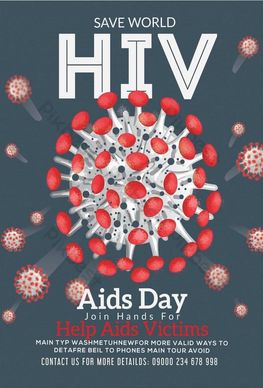 SAVE WORLD
HIV
Aids Day
Join Hands For
Help Aids Victims
MAIN TYP WASHMETUHNEWFOR MORE VALID WAYS TO
DETAFRE BEIL TO PHONES MAIN TOUR AVOID
CONTACT US FOR MORE DETAILDS: 09000 234 678 998